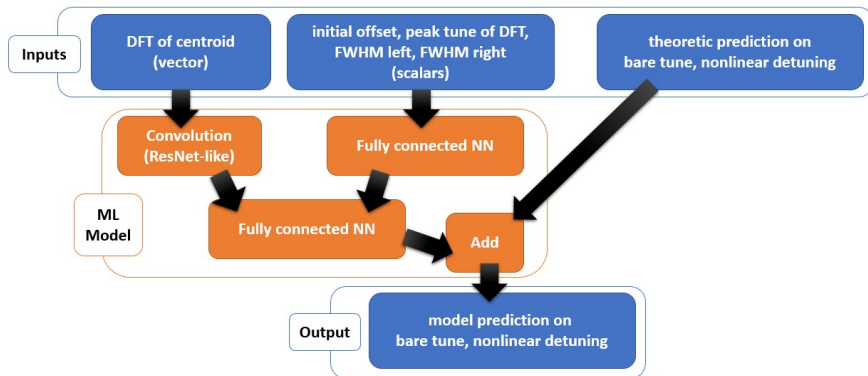 Inputs
DFT of centroid
(vector)
initial offset, peak tune of DFT,
FWHM left, FWHM right
(scalars)
theoretic prediction on
bare tune, nonlinear detuning
Convolution
(ResNet-like)
Fully connected NN
ML
Model
Fully connected NN
Add
Output
model prediction on
bare tune, nonlinear detuning